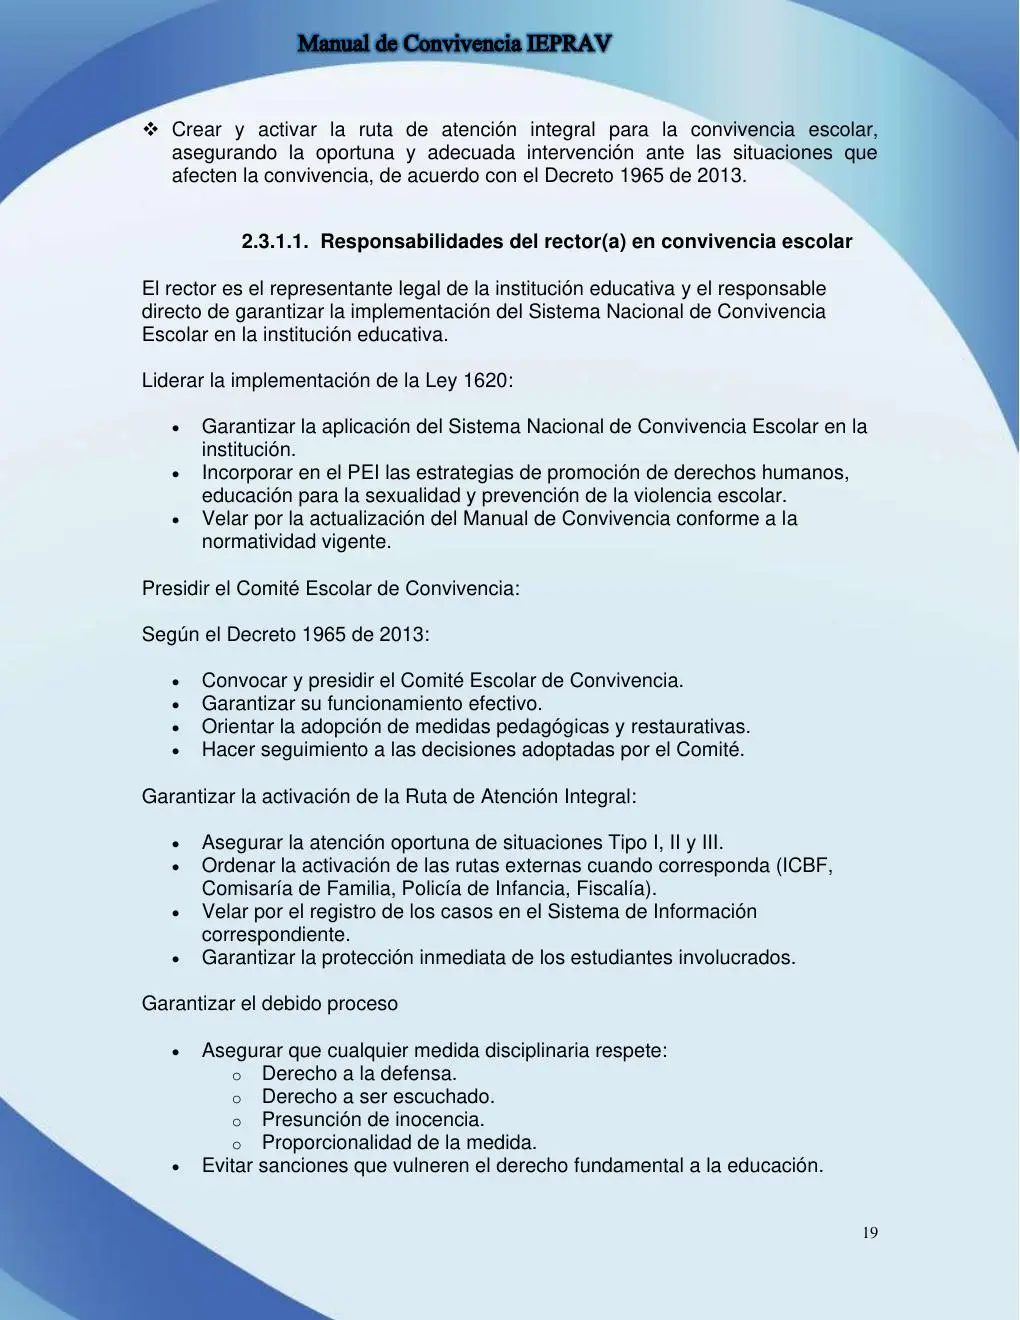 Manual de Convivencia IEPRAV
❖ Crear y activar la ruta de atención integral para la convivencia escolar,
asegurando la oportuna y adecuada intervención ante las situaciones que
afecten la convivencia, de acuerdo con el Decreto 1965 de 2013.
2.3.1.1. Responsabilidades del rector(a) en convivencia escolar
El rector es el representante legal de la institución educativa y el responsable
directo de garantizar la implementación del Sistema Nacional de Convivencia
Escolar en la institución educativa.
Liderar la implementación de la Ley 1620:
• Garantizar la aplicación del Sistema Nacional de Convivencia Escolar en la
institución.
• Incorporar en el PEI las estrategias de promoción de derechos humanos,
educación para la sexualidad y prevención de la violencia escolar.
• Velar por la actualización del Manual de Convivencia conforme a la
normatividad vigente.
Presidir el Comité Escolar de Convivencia:
Según el Decreto 1965 de 2013:
• Convocar y presidir el Comité Escolar de Convivencia.
• Garantizar su funcionamiento efectivo.
• Orientar la adopción de medidas pedagógicas y restaurativas.
• Hacer seguimiento a las decisiones adoptadas por el Comité.
Garantizar la activación de la Ruta de Atención Integral:
• Asegurar la atención oportuna de situaciones Tipo I, II y III.
• Ordenar la activación de las rutas externas cuando corresponda (ICBF,
Comisaría de Familia, Policía de Infancia, Fiscalía).
• Velar por el registro de los casos en el Sistema de Información
correspondiente.
• Garantizar la protección inmediata de los estudiantes involucrados.
Garantizar el debido proceso
• Asegurar que cualquier medida disciplinaria respete:
o Derecho a la defensa.
o Derecho a ser escuchado.
o Presunción de inocencia.
o Proporcionalidad de la medida.
• Evitar sanciones que vulneren el derecho fundamental a la educación.
19